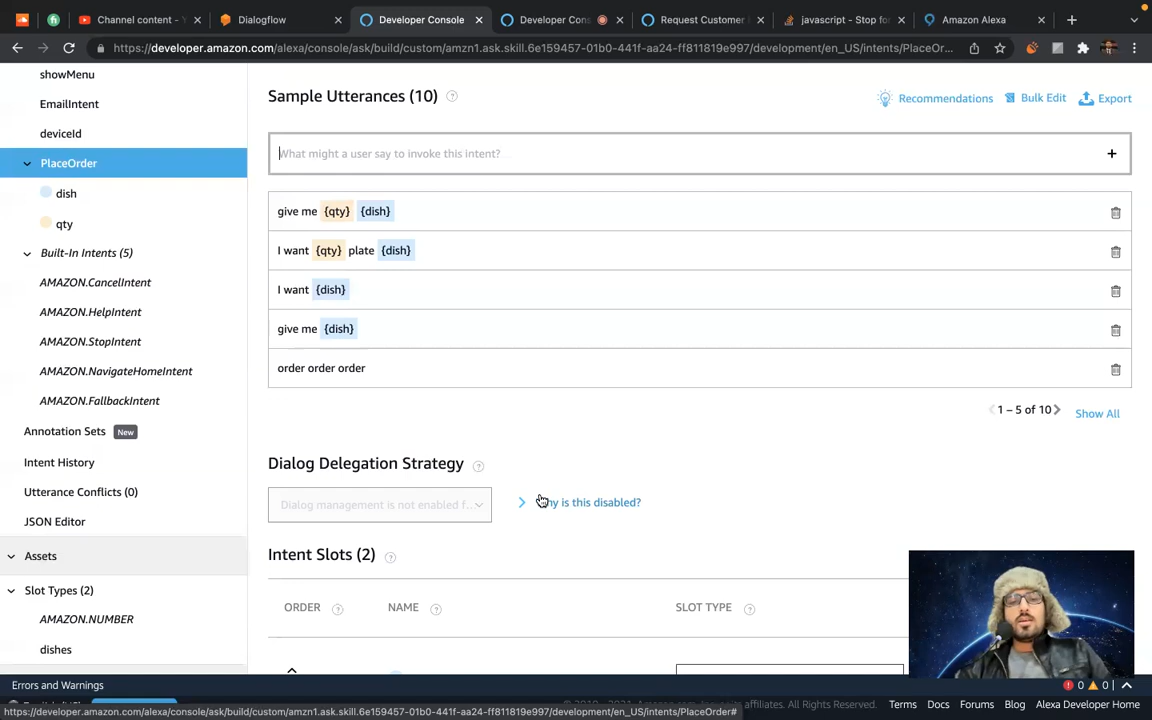 Channel content - Y
Dialogflow
Developer Console
Developer Cons
Request Customer
javascript - Stop for
Amazon Alexa
https://developer.amazon.com/alexa/console/ask/build/custom/amzn1.ask.skill.6e159457-01b0-441f-aa24-ff811819e997/development/en_US/intents/PlaceOr...
showMenu
EmailIntent
deviceId
PlaceOrder
dish
qty
Built-In Intents (5)
AMAZON.CancelIntent
AMAZON.HelpIntent
AMAZON.StopIntent
AMAZON.NavigateHomeIntent
AMAZON.FallbackIntent
Annotation Sets New
Intent History
Utterance Conflicts (0)
JSON Editor
Assets
Slot Types (2)
AMAZON.NUMBER
dishes
Sample Utterances (10)
Recommendations
Bulk Edit
Export
What might a user say to invoke this intent?
give me {qty} {dish}
I want {qty} plate {dish}
I want {dish}
give me {dish}
order order order
1 – 5 of 10
Show All
Dialog Delegation Strategy
Dialog management is not enabled f...
is this disabled?
Intent Slots (2)
ORDER
NAME
SLOT TYPE
Errors and Warnings
0 0
affiliates. All Rights Reserved.
Terms Docs Forums Blog Alexa Developer Home
https://developer.amazon.com/alexa/console/ask/build/custom/amzn1.ask.skill.6e159457-01b0-441f-aa24-ff811819e997/development/en_US/intents/PlaceOrder#